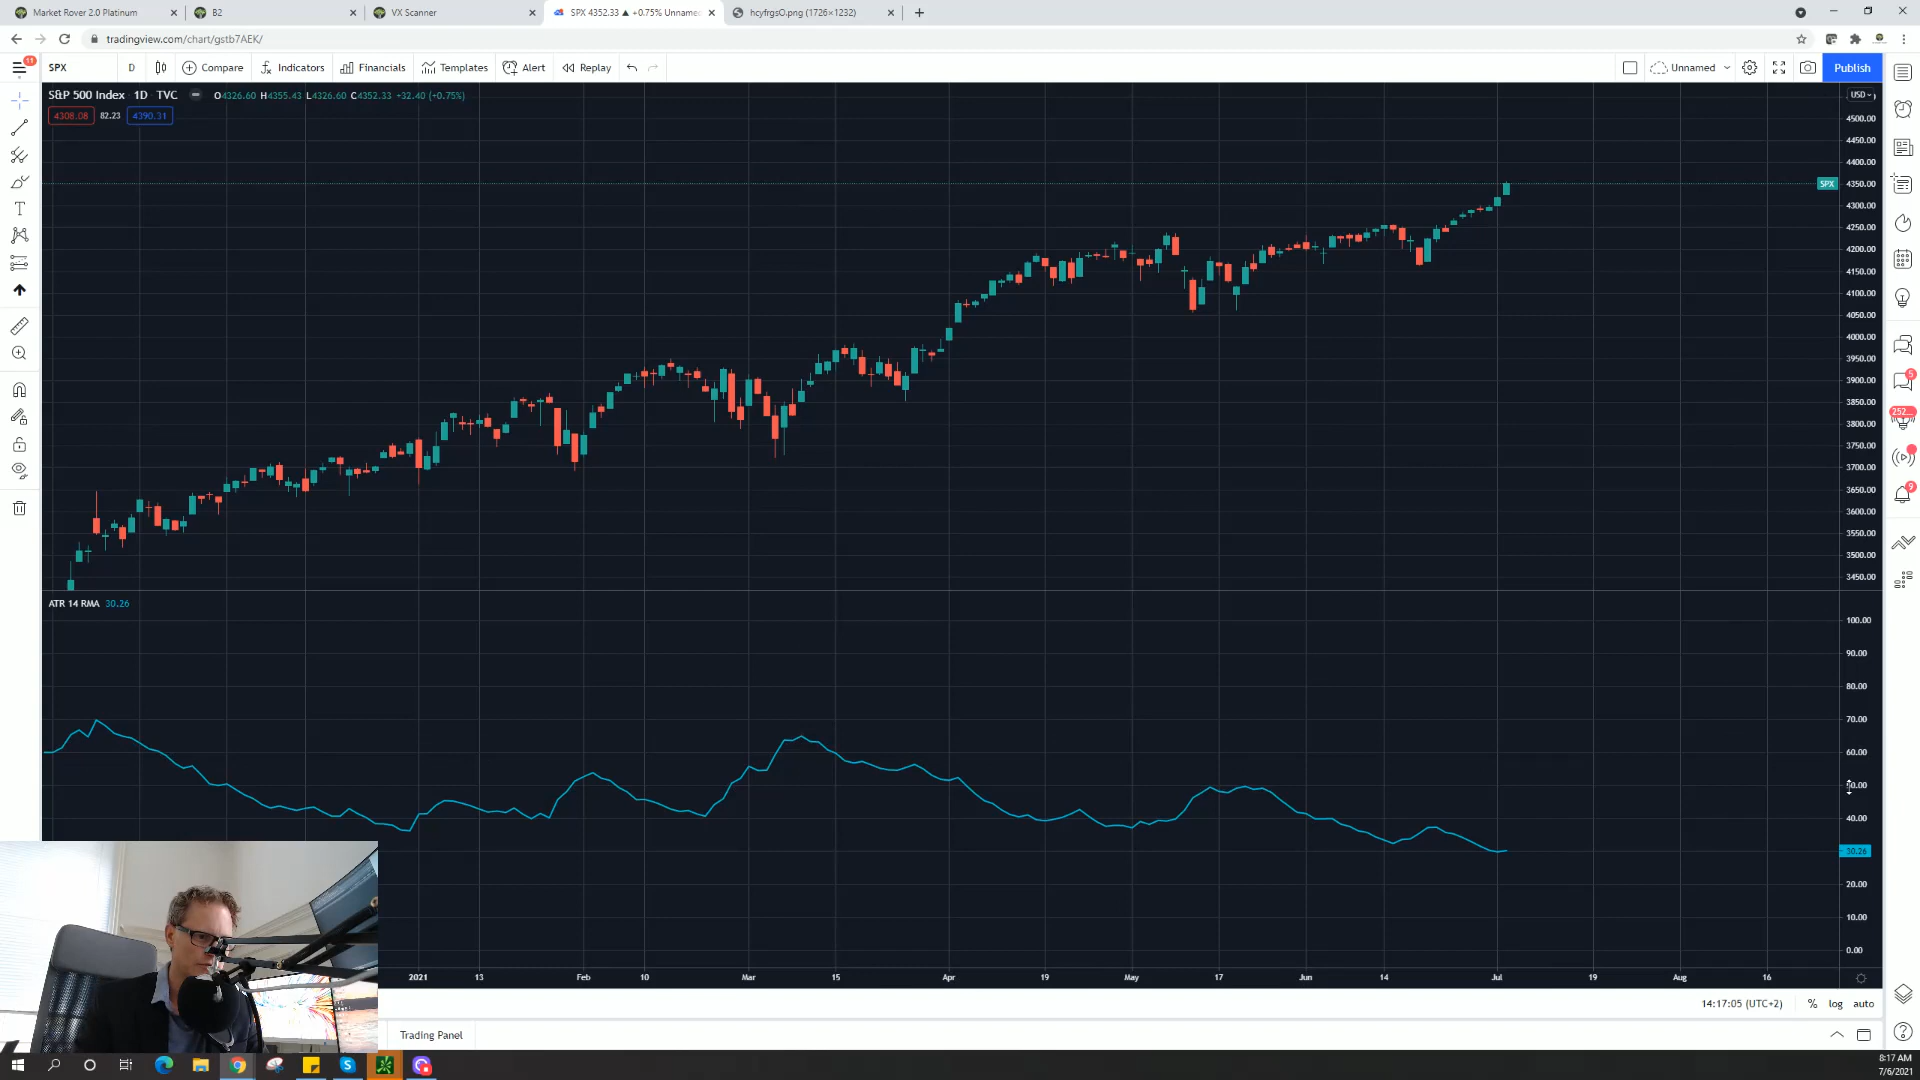 Market Rover 2.0 Platinum
B2
VX Scanner
SPX 4352.33 ▲ +0.75% Unname
hcyfrgsO.png (1726×1232)
tradingview.com/chart/gstb7AEK/
11
SPX
D
Compare
Indicators
Financials
Templates
Alert
Replay
Unnamed
Publish
S&P 500 Index 1D TVC
O4326.60 H4355.43 L4326.60 C4352.33 +32.40 (+0.75%)
USD
4308.08
82.23
4390.31
4500.00
4450.00
4400.00
SPX
4350.00
4300.00
4250.00
4200.00
4150.00
4100.00
4050.00
4000.00
3950.00
3900.00
3850.00
3800.00
3750.00
3700.00
3650.00
3600.00
3550.00
3500.00
3450.00
5
252
9
ATR 14 RMA 30.26
100.00
90.00
80.00
70.00
60.00
50.00
40.00
30.26
20.00
10.00
0.00
2021
13
Feb
10
Mar
15
Apr
19
May
17
Jun
14
Jul
19
Aug
16
14:17:05 (UTC+2)
%
log
auto
Trading Panel
8:17 AM
7/6/2021